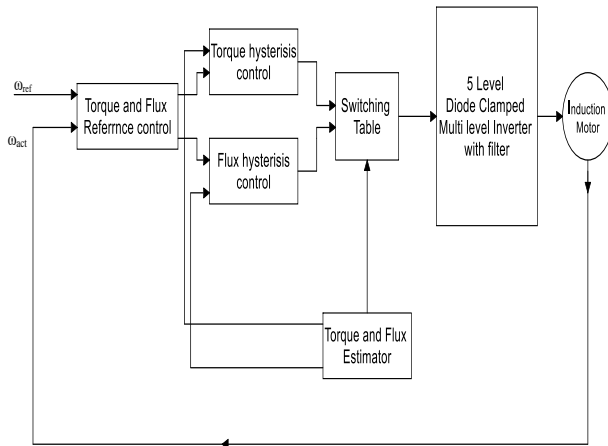 ωref
ωact
Torque and Flux
Referrnce control
Torque hysterisis
control
Flux hysterisis
control
Switching
Table
5 Level
Diode Clamped
Multi level Inverter
with filter
Induction
Motor
Torque and Flux
Estimator